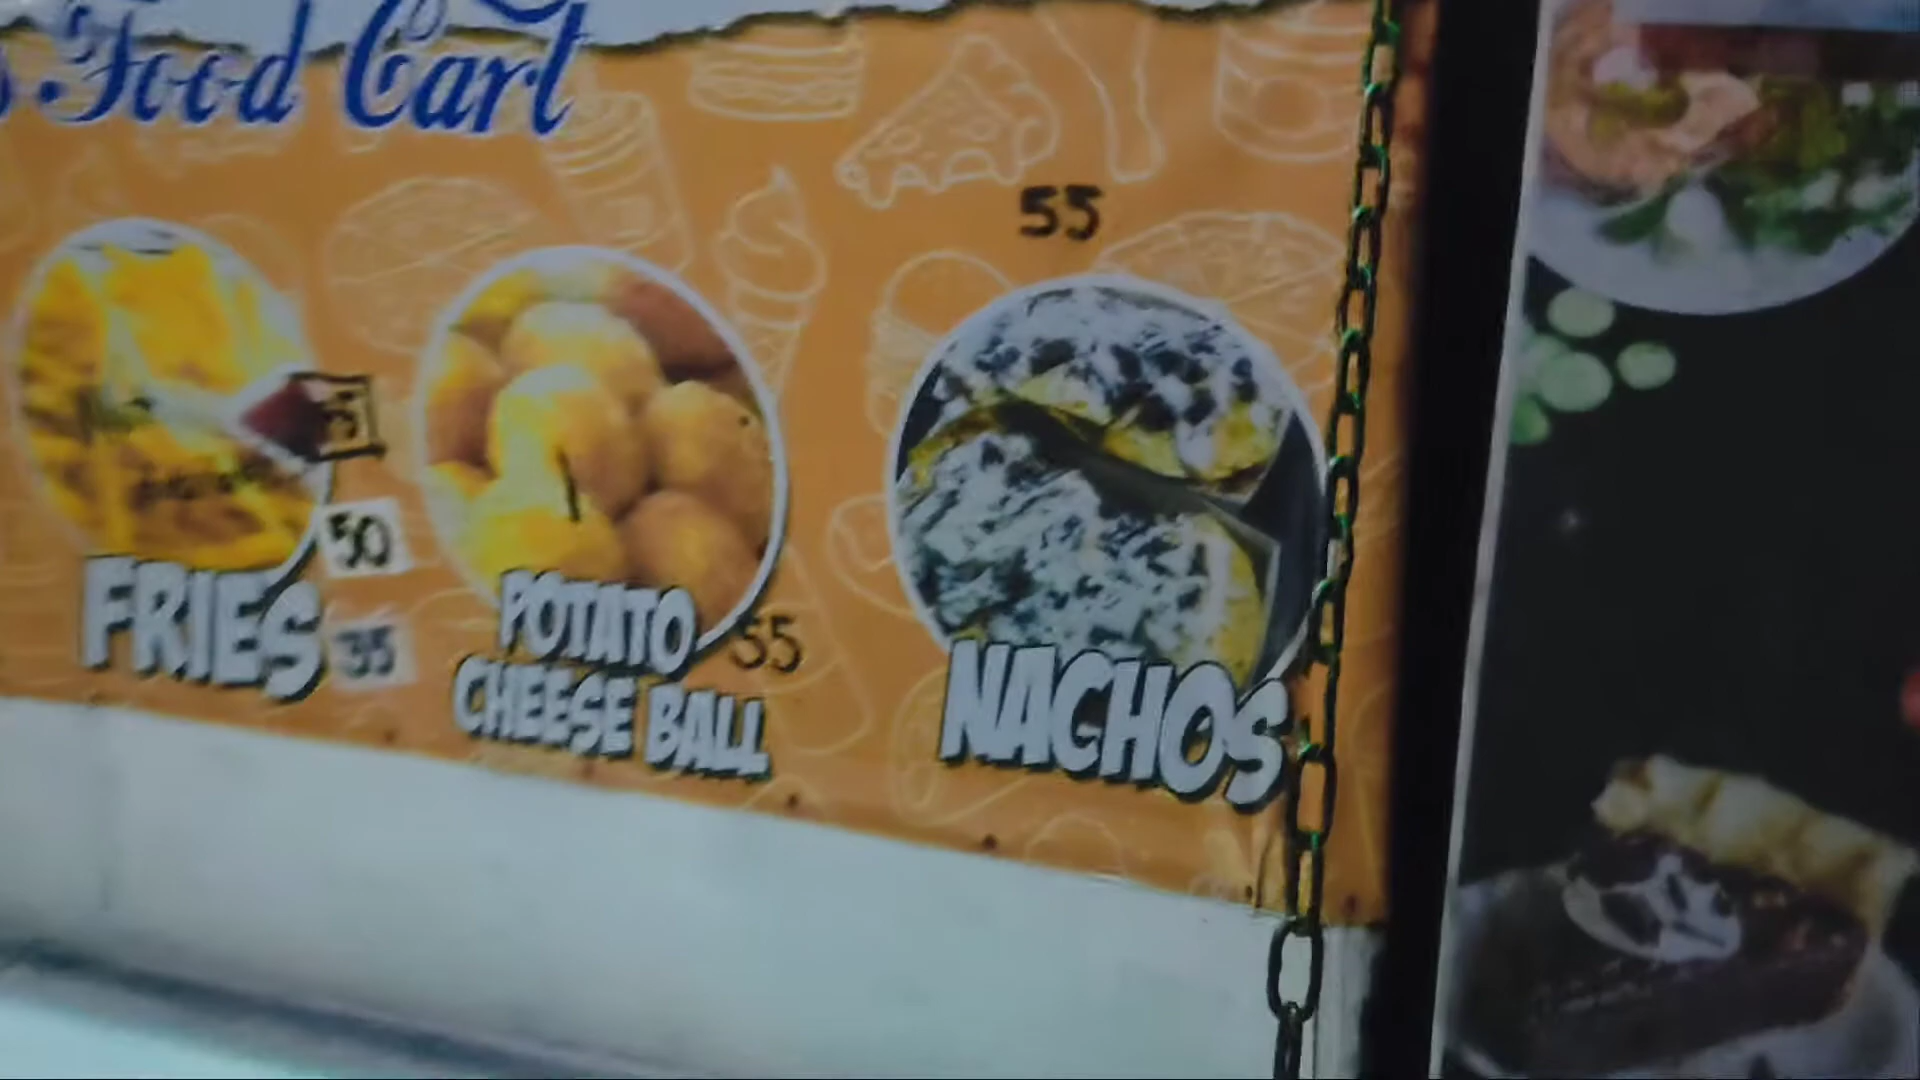 Food Cart
55
50
FRIES
35
POTATO
CHEESE BALL
55
NACHOS